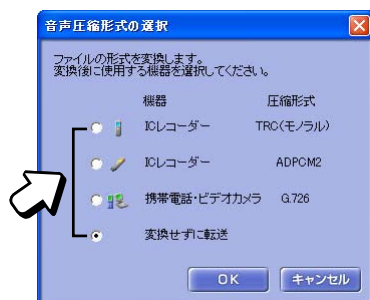 音声圧縮形式の選択
ファイルの形式を変換します。
変換後に使用する機器を選択してください。
機器 圧縮形式
ICレコーダー TRC(モノラル)
ICレコーダー ADPCM2
携帯電話・ビデオカメラ G.726
変換せずに転送
OK キャンセル